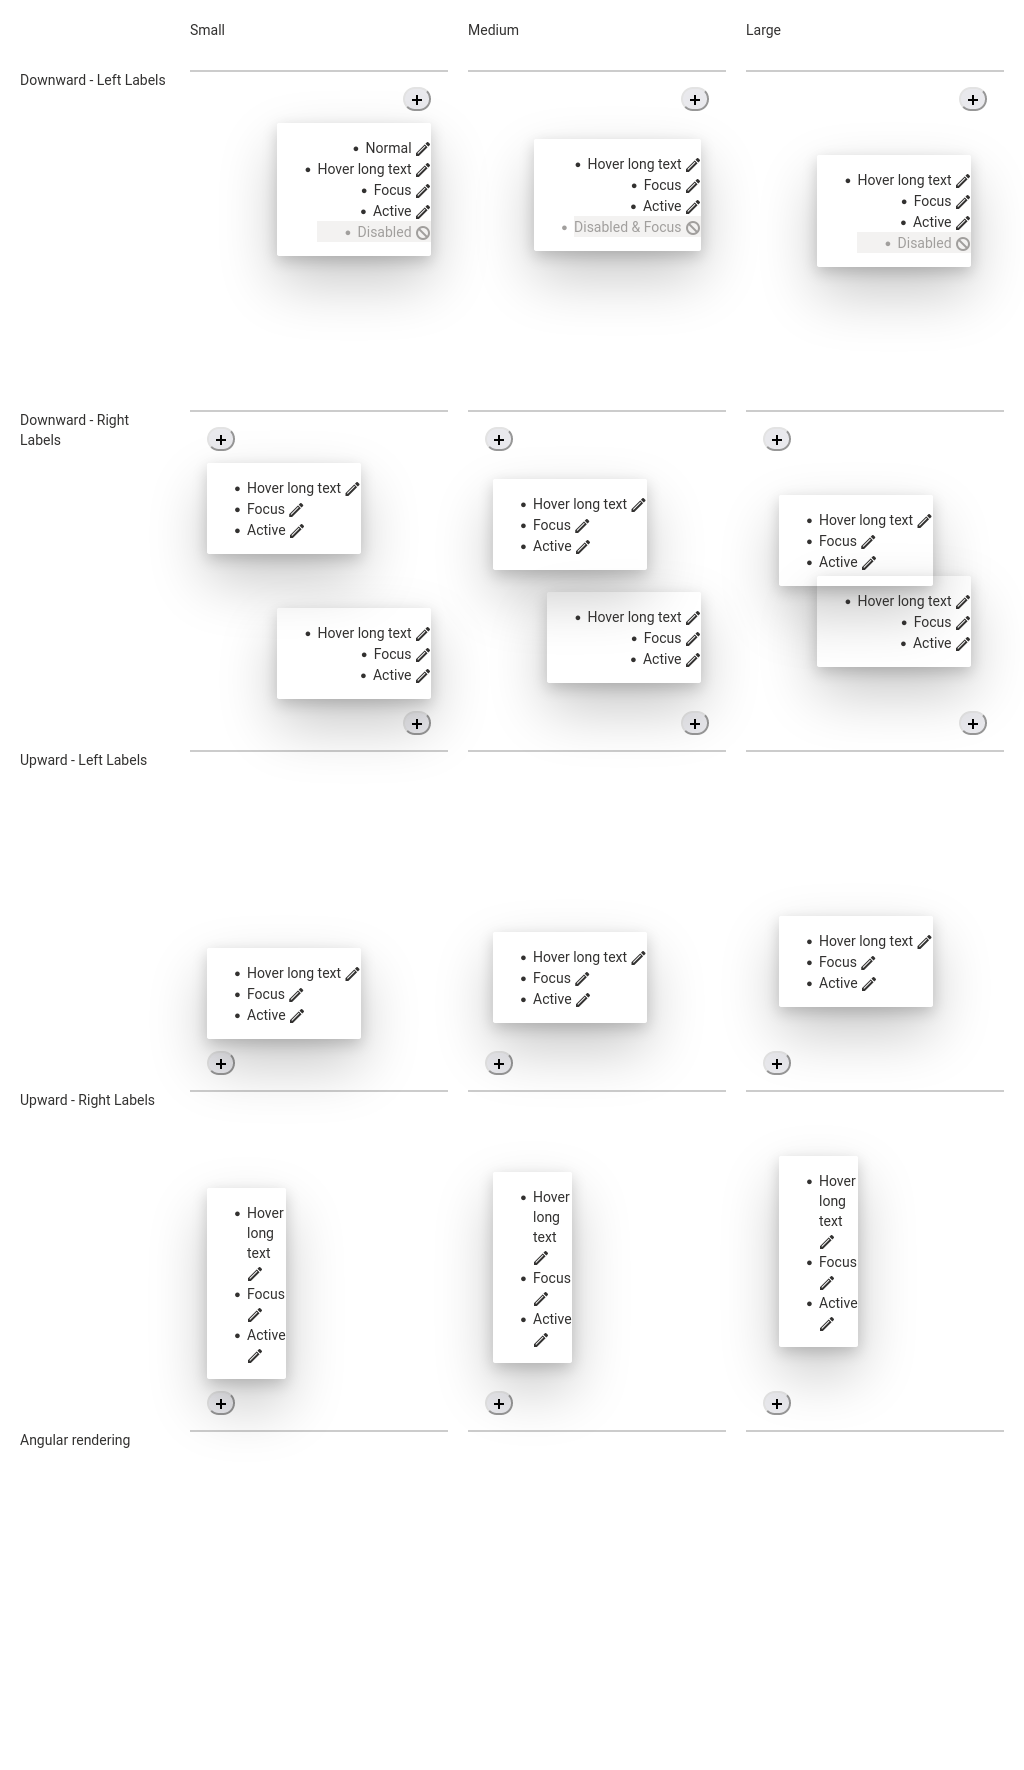 Small Medium Large
Downward - Left Labels
• Normal
• Hover long text
• Focus
• Active
• Disabled
• Hover long text
• Focus
• Active
• Disabled & Focus
• Hover long text
• Focus
• Active
• Disabled
Downward - Right
Labels
• Hover long text
• Focus
• Active
• Hover long text
• Focus
• Active
• Hover long text
• Focus
• Active
• Hover long text
• Focus
• Active
• Hover long text
• Focus
• Active
• Hover long text
• Focus
• Active
Upward - Left Labels
• Hover long text
• Focus
• Active
• Hover long text
• Focus
• Active
• Hover long text
• Focus
• Active
Upward - Right Labels
• Hover
long
text
• Focus
• Active
• Hover
long
text
• Focus
• Active
• Hover
long
text
• Focus
• Active
Angular rendering